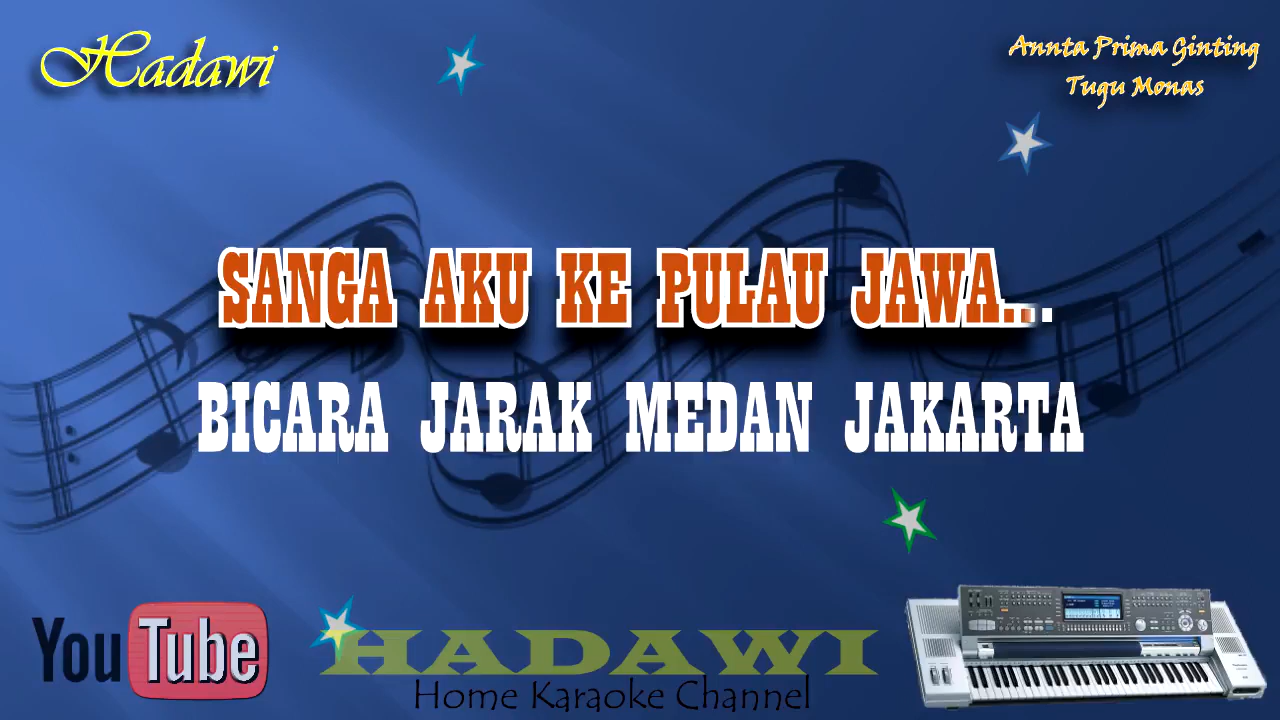 Hadawi
Annta Prima Ginting
Tugu Monas
SANGA AKU KE PULAU JAWA...
BICARA JARAK MEDAN JAKARTA
YouTube
HADAWI
Home Karaoke Channel